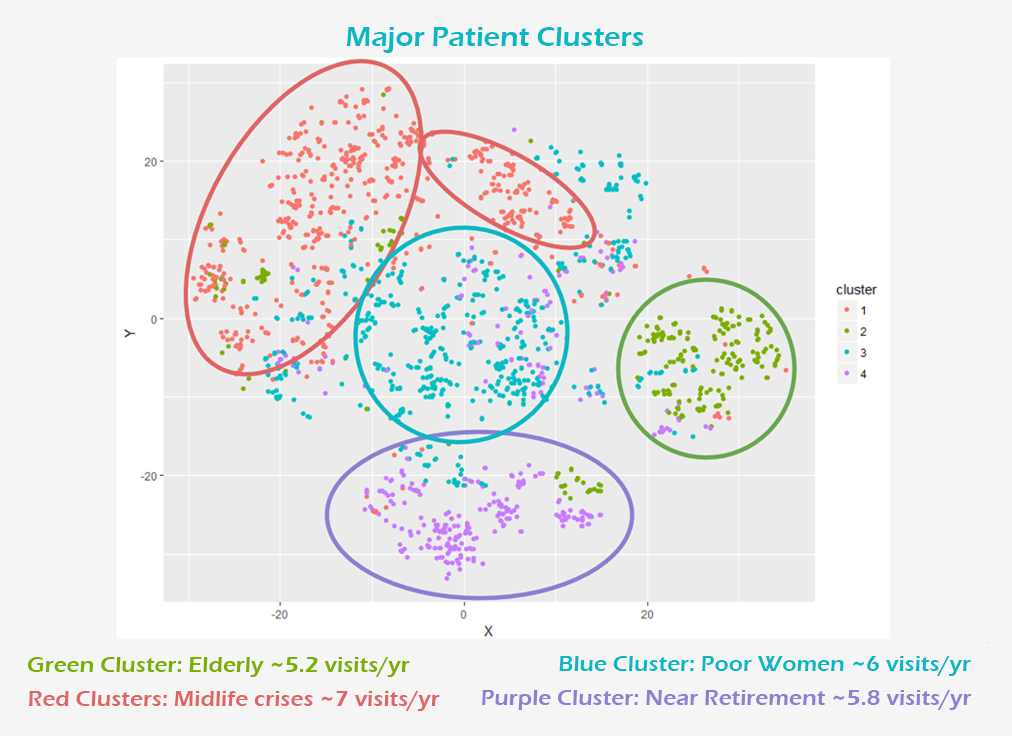 Major Patient Clusters
20
0
-20
Y
-20
0
20
X
cluster
1
2
3
4
Green Cluster: Elderly ~5.2 visits/yr
Blue Cluster: Poor Women ~6 visits/yr
Red Clusters: Midlife crises ~7 visits/yr
Purple Cluster: Near Retirement ~5.8 visits/yr